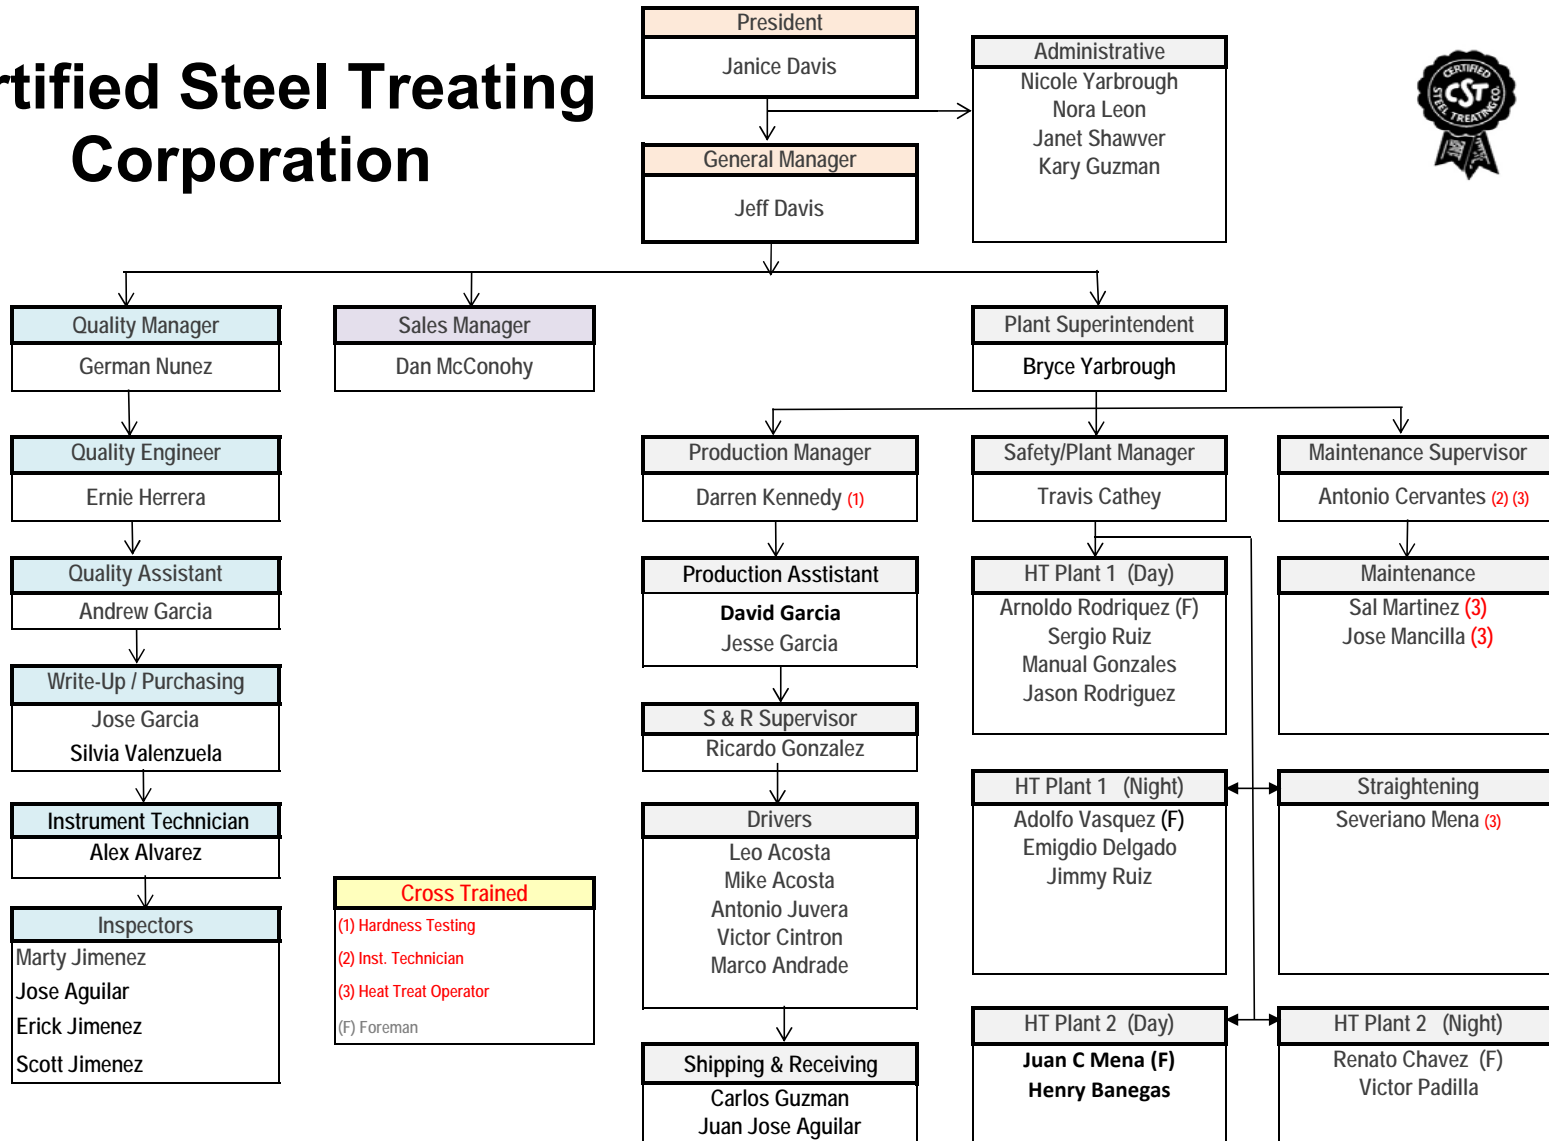 President
Janice Davis
rtified Steel Treating
Corporation
Administrative
Nicole Yarbrough
Nora Leon
Janet Shawver
Kary Guzman
CERTIFIED
CST
STEEL TREATING CO.
General Manager
Jeff Davis
Quality Manager
German Nunez
Sales Manager
Dan McConohy
Plant Superintendent
Bryce Yarbrough
Quality Engineer
Ernie Herrera
Production Manager
Darren Kennedy (1)
Safety/Plant Manager
Travis Cathey
Maintenance Supervisor
Antonio Cervantes (2) (3)
Quality Assistant
Andrew Garcia
Production Asstistant
David Garcia
Jesse Garcia
HT Plant 1 (Day)
Arnoldo Rodriquez (F)
Sergio Ruiz
Manual Gonzales
Jason Rodriguez
Maintenance
Sal Martinez (3)
Jose Mancilla (3)
Write-Up / Purchasing
Jose Garcia
Silvia Valenzuela
S & R Supervisor
Ricardo Gonzalez
Instrument Technician
Alex Alvarez
Drivers
Leo Acosta
Mike Acosta
Antonio Juvera
Victor Cintron
Marco Andrade
HT Plant 1 (Night)
Adolfo Vasquez (F)
Emigdio Delgado
Jimmy Ruiz
Straightening
Severiano Mena (3)
Inspectors
Marty Jimenez
Jose Aguilar
Erick Jimenez
Scott Jimenez
Cross Trained
(1) Hardness Testing
(2) Inst. Technician
(3) Heat Treat Operator
(F) Foreman
Shipping & Receiving
Carlos Guzman
Juan Jose Aguilar
HT Plant 2 (Day)
Juan C Mena (F)
Henry Banegas
HT Plant 2 (Night)
Renato Chavez (F)
Victor Padilla